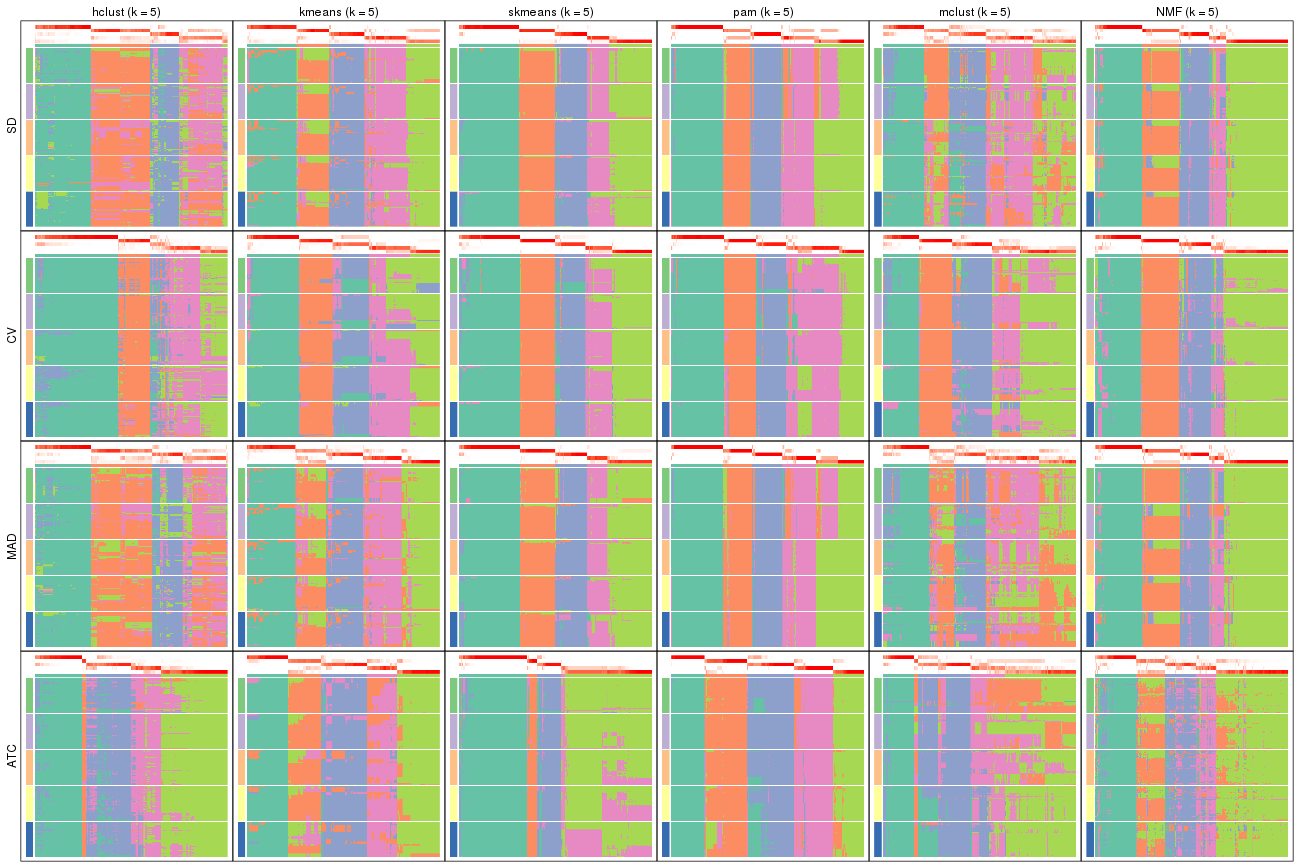 hclust (k = 5) kmeans (k = 5) skmeans (k = 5) pam (k = 5) mclust (k = 5) NMF (k = 5)
SD
CV
MAD
ATC